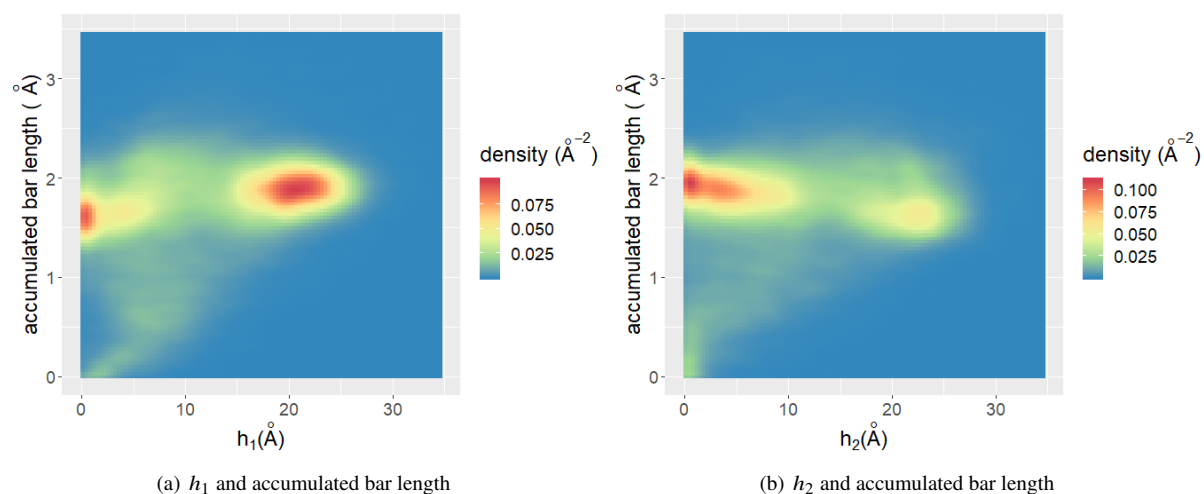 3
2
1
0
accumulated bar length ( Å)
0 10 20 30
h₁(Å)
density (Å⁻²)
0.075
0.050
0.025
(a) h₁ and accumulated bar length
3
2
1
0
accumulated bar length ( Å)
0 10 20 30
h₂(Å)
density (Å⁻²)
0.100
0.075
0.050
0.025
(b) h₂ and accumulated bar length